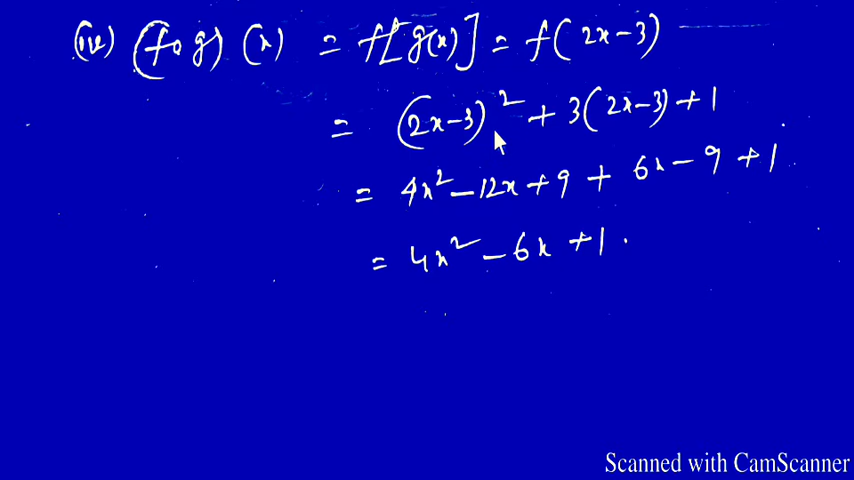 (iv) (fog) (x) = f[g(x)] = f(2x-3)
= (2x-3)² + 3(2x-3)+1
= 4x² -12x+9 + 6x-9+1
= 4x² -6x+1.
Scanned with CamScanner